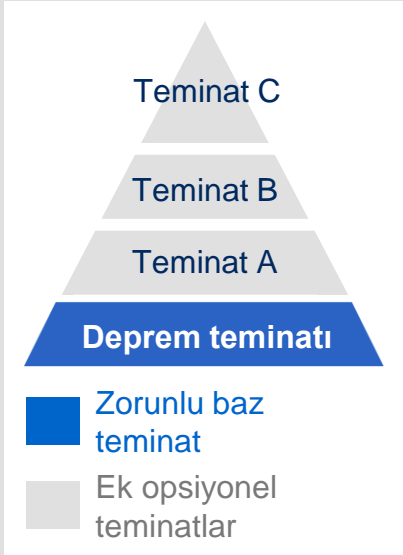 Teminat C
Teminat B
Teminat A
Deprem teminatı
Zorunlu baz
teminat
Ek opsiyonel
teminatlar